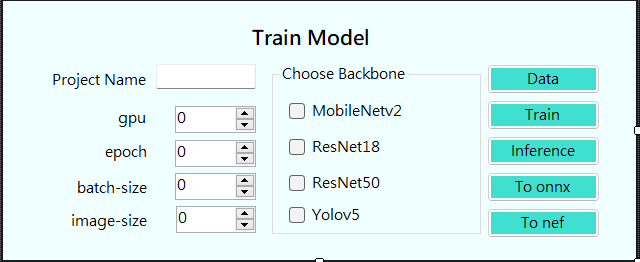 Train Model
Project Name
gpu 0
epoch 0
batch-size 0
image-size 0
Choose Backbone
MobileNetv2
ResNet18
ResNet50
Yolov5
Data
Train
Inference
To onnx
To nef